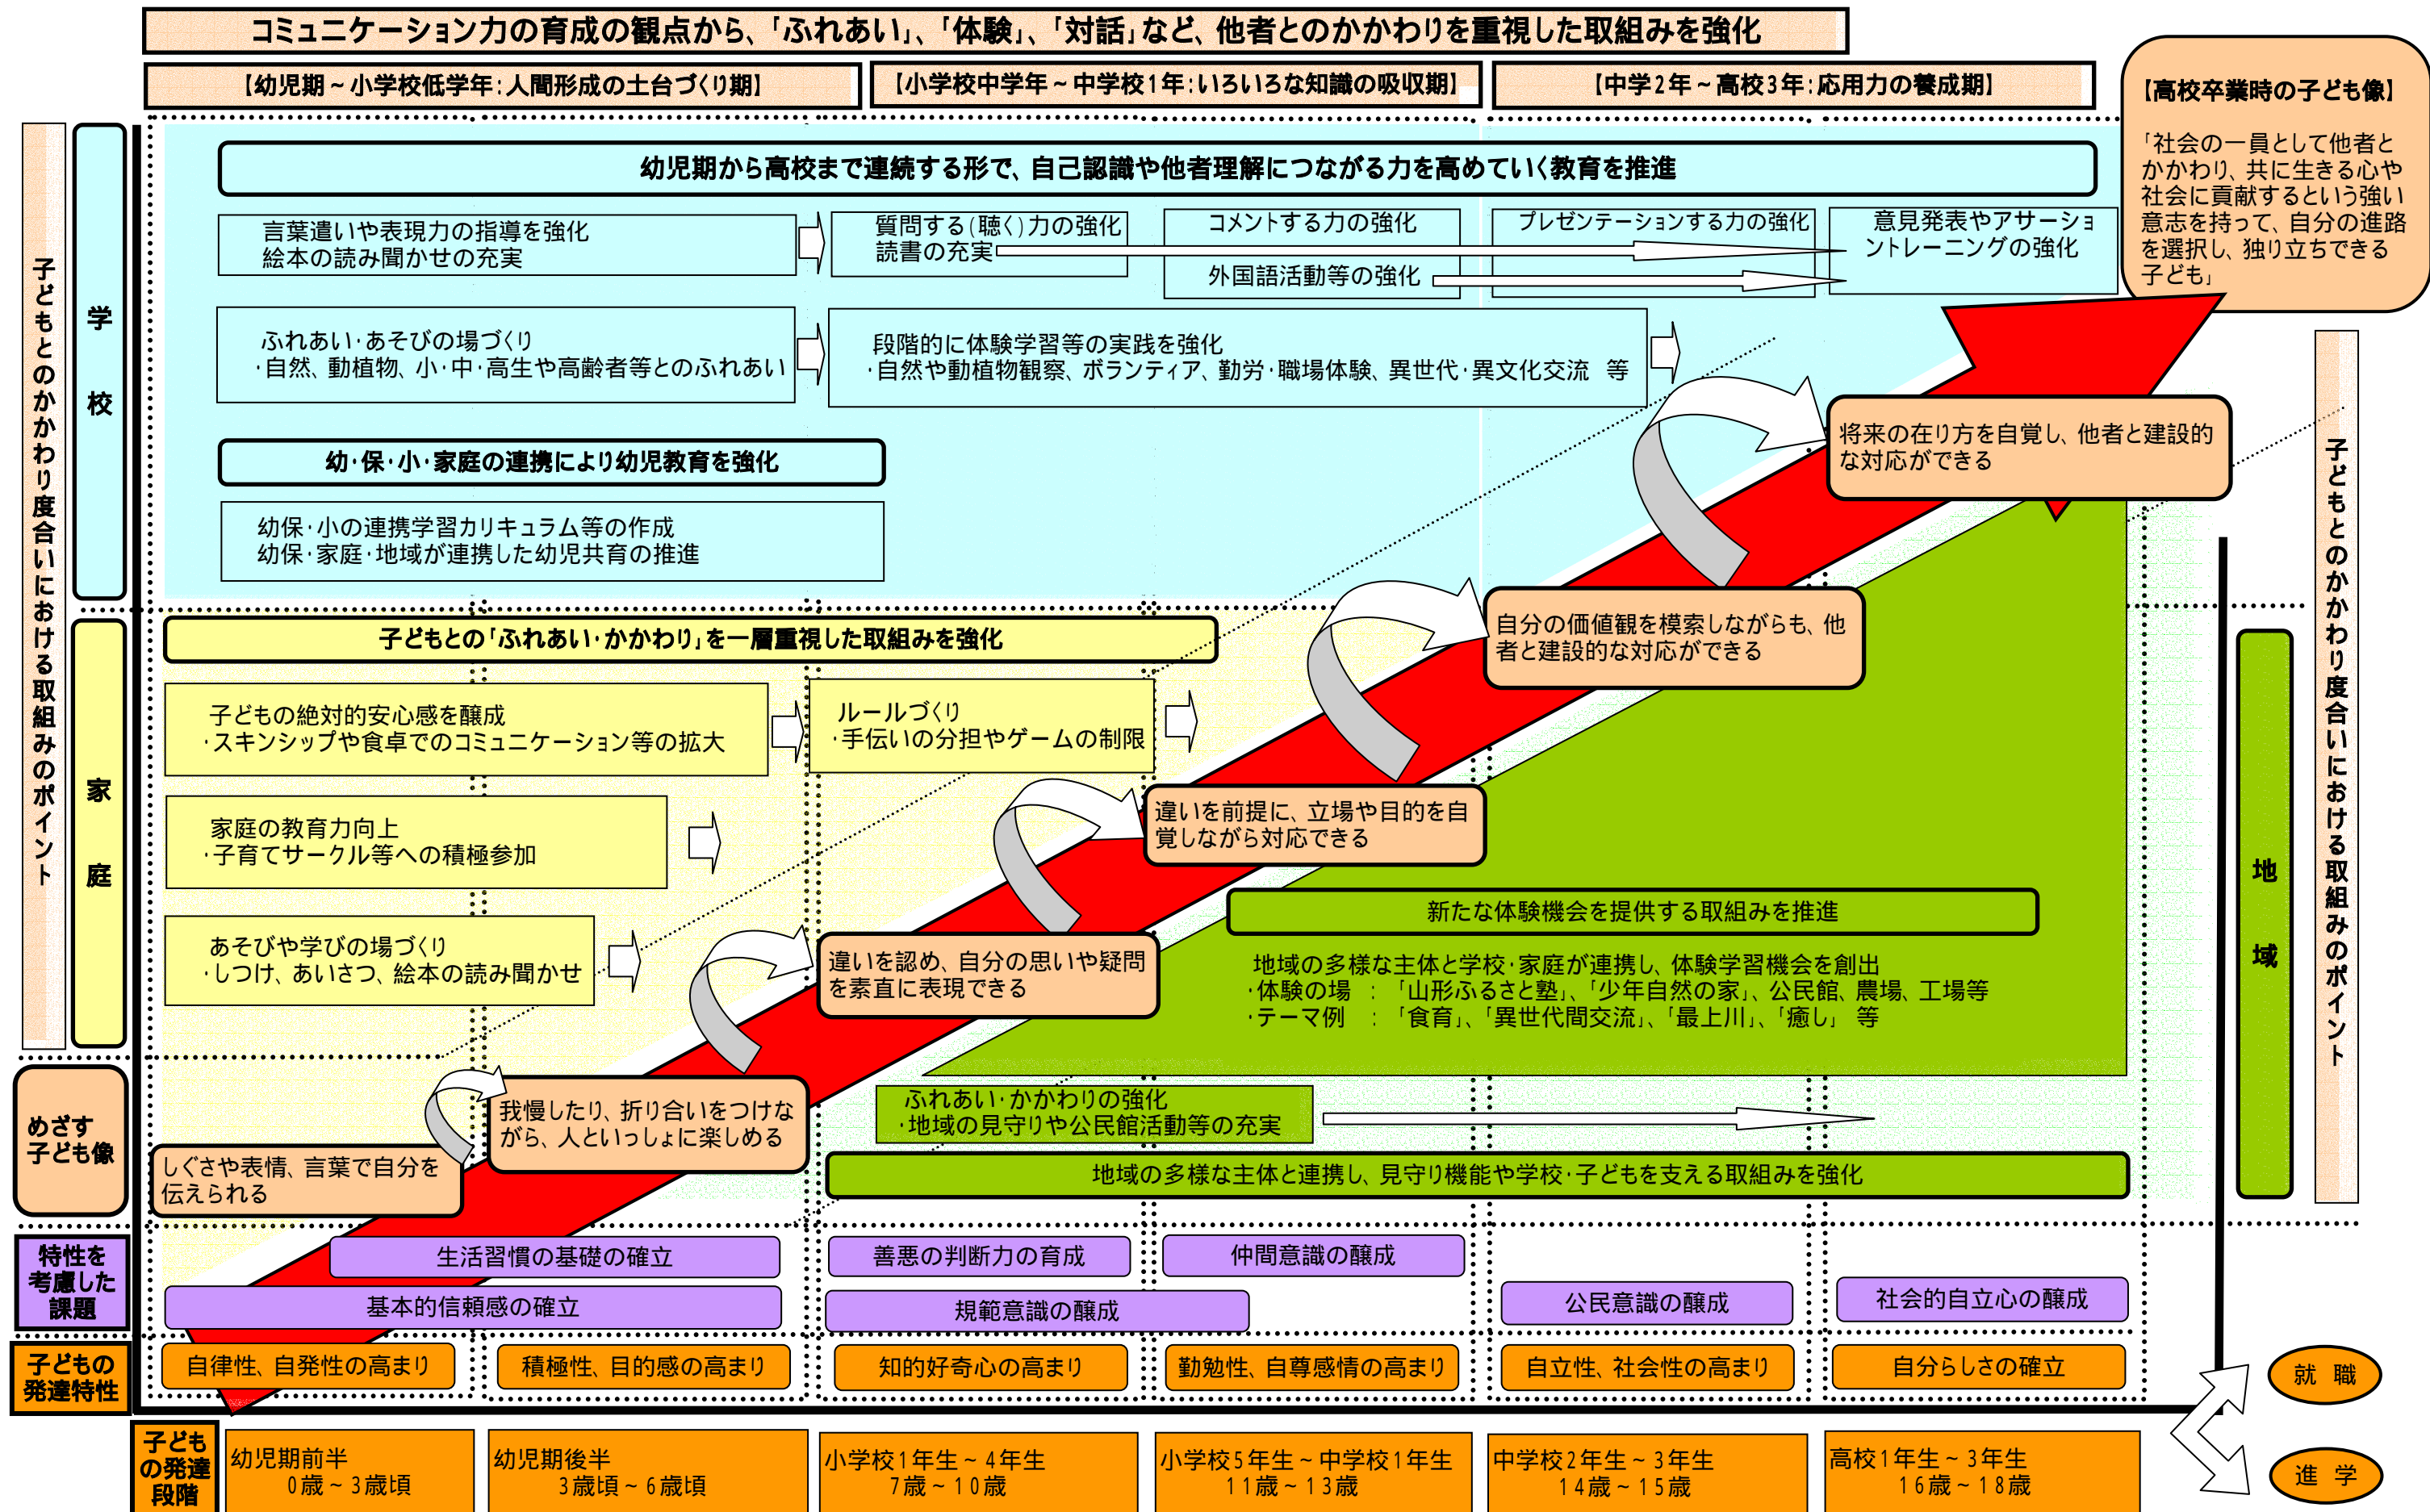 コミュニケーション力の育成の観点から、「ふれあい」、「体験」、「対話」など、他者とのかかわりを重視した取組みを強化
【幼児期～小学校低学年：人間形成の土台づくり期】
【小学校中学年～中学校1年：いろいろな知識の吸収期】
【中学2年～高校3年：応用力の養成期】
【高校卒業時の子ども像】
「社会の一員として他者と
かかわり、共に生きる心や
社会に貢献するという強い
意志を持って、自分の進路
を選択し、独り立ちできる
子ども」
子どもとのかかわり度合いにおける取組みのポイント
学校
幼児期から高校まで連続する形で、自己認識や他者理解につながる力を高めていく教育を推進
言葉遣いや表現力の指導を強化
絵本の読み聞かせの充実
質問する(聴く)力の強化
読書の充実
コメントする力の強化
外国語活動等の強化
プレゼンテーションする力の強化
意見発表やアサーショ
ントレーニングの強化
ふれあい・あそびの場づくり
・自然、動植物、小・中・高生や高齢者等とのふれあい
段階的に体験学習等の実践を強化
・自然や動植物観察、ボランティア、勤労・職場体験、異世代・異文化交流 等
幼・保・小・家庭の連携により幼児教育を強化
幼保・小の連携学習カリキュラム等の作成
幼保・家庭・地域が連携した幼児共育の推進
将来の在り方を自覚し、他者と建設的
な対応ができる
家庭
子どもとの「ふれあい・かかわり」を一層重視した取組みを強化
自分の価値観を模索しながらも、他
者と建設的な対応ができる
子どもの絶対的安心感を醸成
・スキンシップや食卓でのコミュニケーション等の拡大
ルールづくり
・手伝いの分担やゲームの制限
家庭の教育力向上
・子育てサークル等への積極参加
違いを前提に、立場や目的を自
覚しながら対応できる
あそびや学びの場づくり
・しつけ、あいさつ、絵本の読み聞かせ
違いを認め、自分の思いや疑問
を素直に表現できる
子どもとのかかわり度合いにおける取組みのポイント
地域
新たな体験機会を提供する取組みを推進
地域の多様な主体と学校・家庭が連携し、体験学習機会を創出
・体験の場 ： 「山形ふるさと塾」、「少年自然の家」、公民館、農場、工場等
・テーマ例 ： 「食育」、「異世代間交流」、「最上川」、「癒し」 等
めざす
子ども像
我慢したり、折り合いをつけな
がら、人といっしょに楽しめる
ふれあい・かかわりの強化
・地域の見守りや公民館活動等の充実
しぐさや表情、言葉で自分を
伝えられる
地域の多様な主体と連携し、見守り機能や学校・子どもを支える取組みを強化
特性を
考慮した
課題
生活習慣の基礎の確立
善悪の判断力の育成
仲間意識の醸成
基本的信頼感の確立
規範意識の醸成
公民意識の醸成
社会的自立心の醸成
子どもの
発達特性
自律性、自発性の高まり
積極性、目的感の高まり
知的好奇心の高まり
勤勉性、自尊感情の高まり
自立性、社会性の高まり
自分らしさの確立
就 職
進 学
子ども
の発達
段階
幼児期前半
0歳～3歳頃
幼児期後半
3歳頃～6歳頃
小学校1年生～4年生
7歳～10歳
小学校5年生～中学校1年生
11歳～13歳
中学校2年生～3年生
14歳～15歳
高校1年生～3年生
16歳～18歳